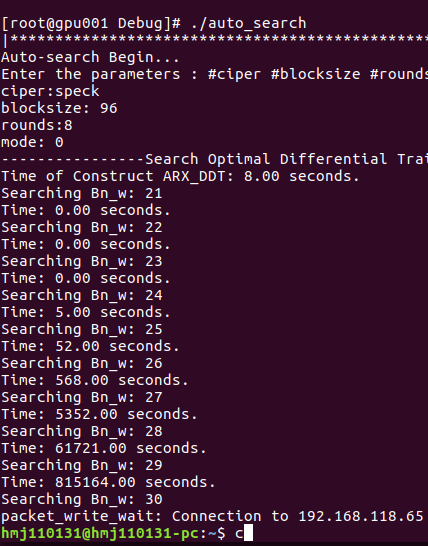 [root@gpu001 Debug]# ./auto_search
|***********************************************
Auto-search Begin...
Enter the parameters : #ciper #blocksize #rounds
ciper:speck
blocksize: 96
rounds:8
mode: 0
----------------Search Optimal Differential Trai
Time of Construct ARX_DDT: 8.00 seconds.
Searching Bn_w: 21
Time: 0.00 seconds.
Searching Bn_w: 22
Time: 0.00 seconds.
Searching Bn_w: 23
Time: 0.00 seconds.
Searching Bn_w: 24
Time: 5.00 seconds.
Searching Bn_w: 25
Time: 52.00 seconds.
Searching Bn_w: 26
Time: 568.00 seconds.
Searching Bn_w: 27
Time: 5352.00 seconds.
Searching Bn_w: 28
Time: 61721.00 seconds.
Searching Bn_w: 29
Time: 815164.00 seconds.
Searching Bn_w: 30
packet_write_wait: Connection to 192.168.118.65
hmj110131@hmj110131-pc:~$ c